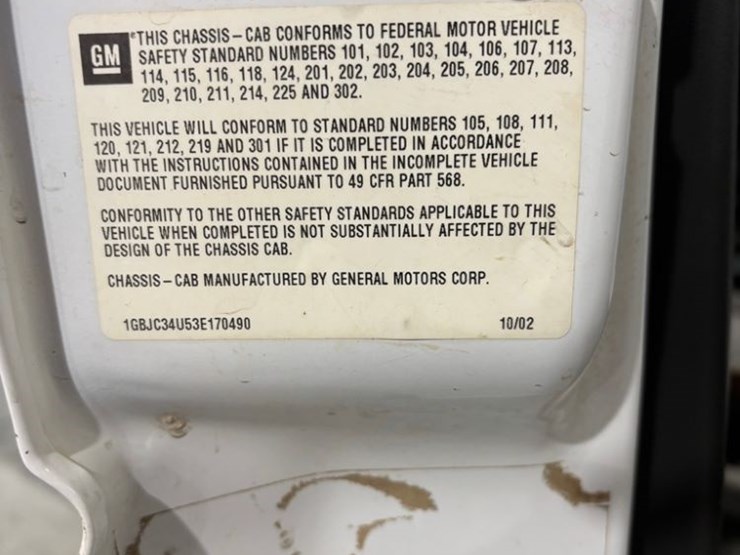 GM
THIS CHASSIS–CAB CONFORMS TO FEDERAL MOTOR VEHICLE
SAFETY STANDARD NUMBERS 101, 102, 103, 104, 106, 107, 113,
114, 115, 116, 118, 124, 201, 202, 203, 204, 205, 206, 207, 208,
209, 210, 211, 214, 225 AND 302.
THIS VEHICLE WILL CONFORM TO STANDARD NUMBERS 105, 108, 111,
120, 121, 212, 219 AND 301 IF IT IS COMPLETED IN ACCORDANCE
WITH THE INSTRUCTIONS CONTAINED IN THE INCOMPLETE VEHICLE
DOCUMENT FURNISHED PURSUANT TO 49 CFR PART 568.
CONFORMITY TO THE OTHER SAFETY STANDARDS APPLICABLE TO THIS
VEHICLE WHEN COMPLETED IS NOT SUBSTANTIALLY AFFECTED BY THE
DESIGN OF THE CHASSIS CAB.
CHASSIS–CAB MANUFACTURED BY GENERAL MOTORS CORP.
1GBJC34U53E170490 10/02